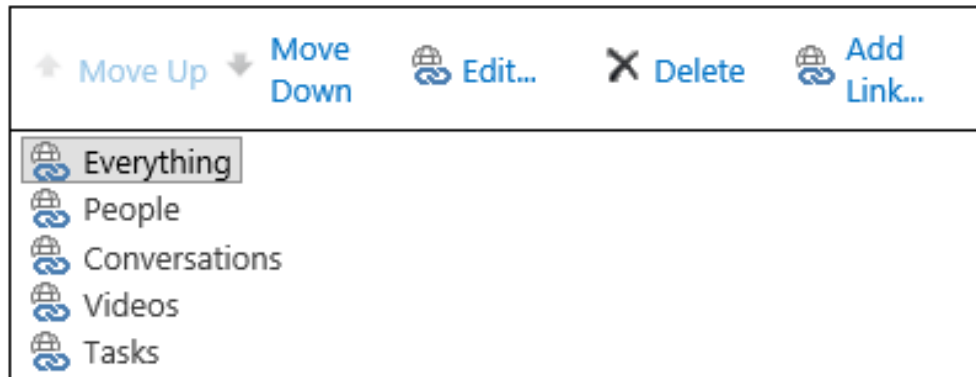 Move Up Move Down Edit... Delete Add Link...
Everything
People
Conversations
Videos
Tasks